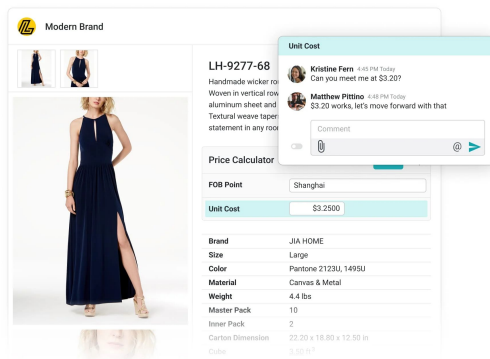 Modern Brand
LH-9277-68
Handmade wicker
Woven in vertical row
aluminum sheet and
Textural weave taper
statement in any
Price Calculator
FOB Point
Shanghai
Unit Cost
$3.2500
Brand JIA HOME
Size Large
Color Pantone 2123U, 1495U
Material Canvas & Metal
Weight 4.4 lbs
Master Pack 10
Inner Pack 2
Carton Dimension 22.20 x 18.80 x 12.50 in
Cube
Unit Cost
Kristine Fern 4:45 PM Today
Can you meet me at $3.20?
Matthew Pittino 4:48 PM Today
$3.20 works, let's move forward with that
Comment
@